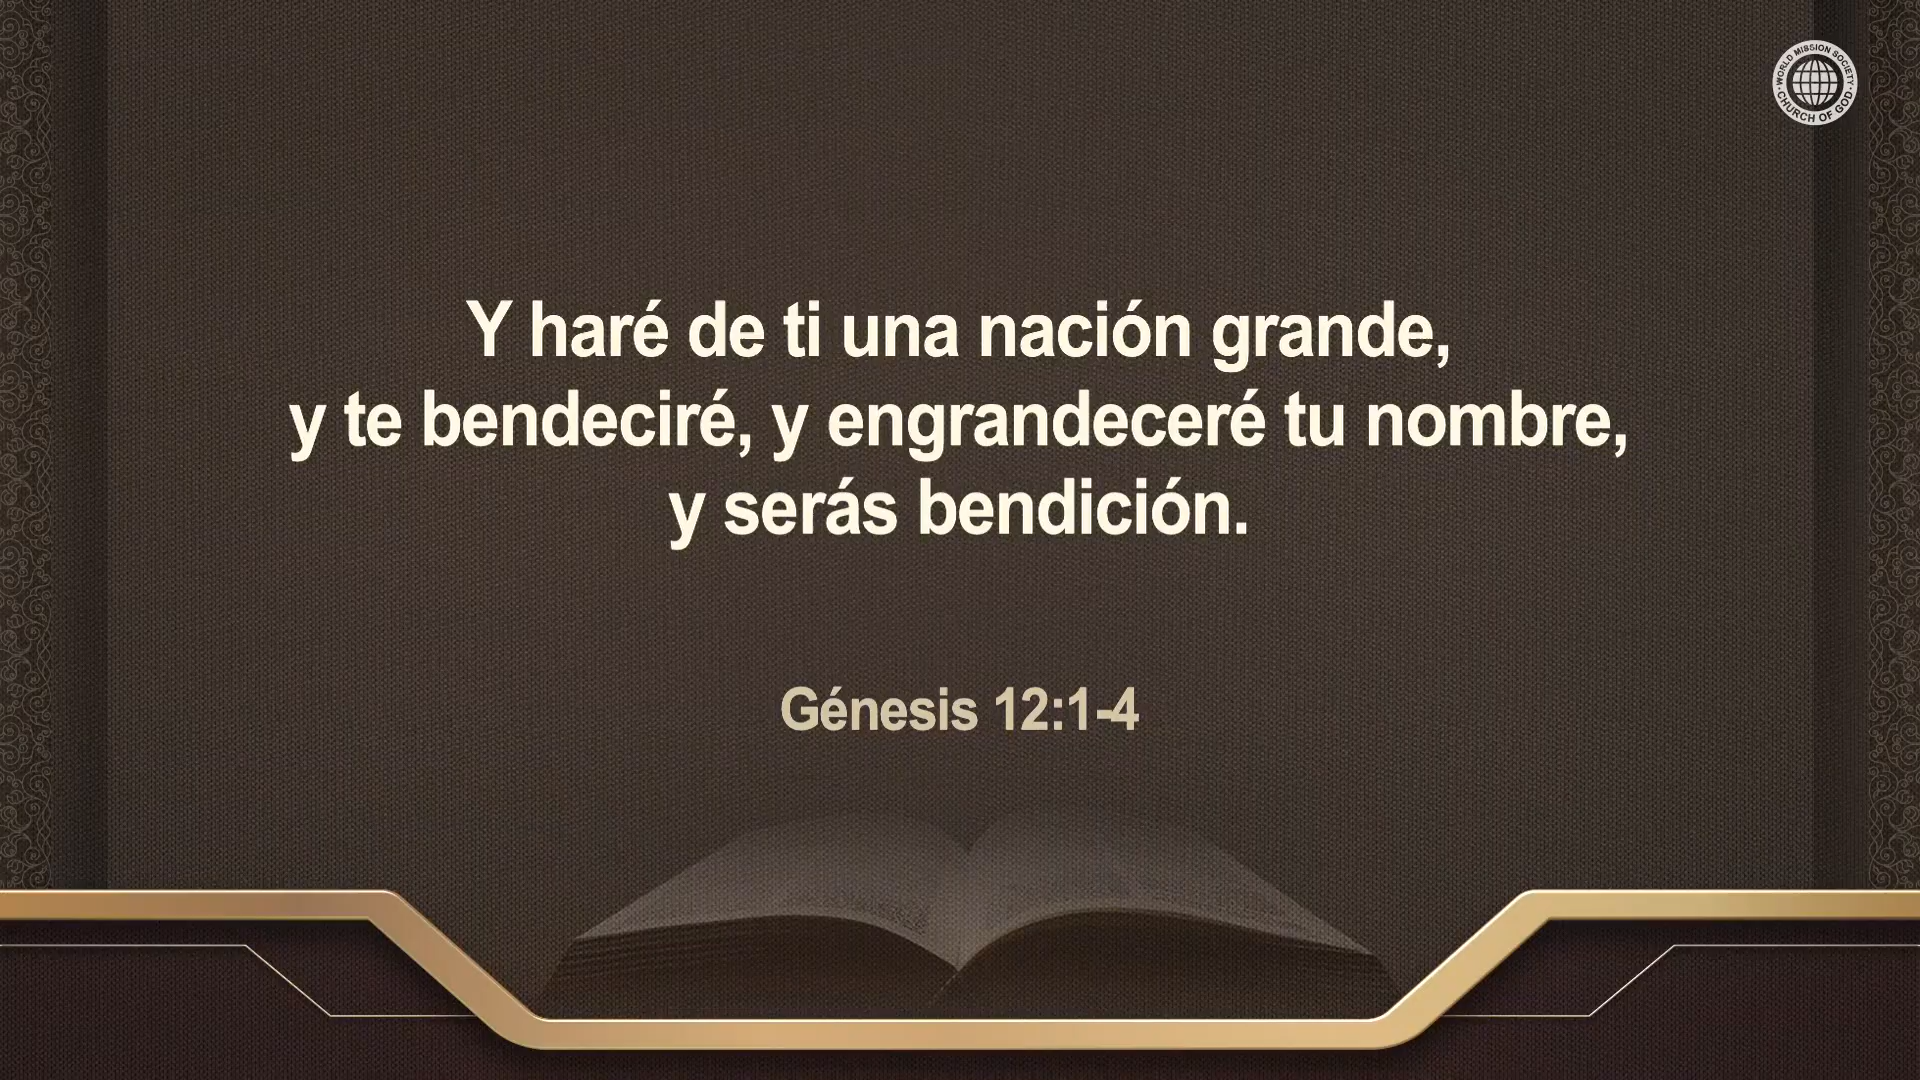 WORLD MISSION SOCIETY
CHURCH OF GOD
Y haré de ti una nación grande,
y te bendeciré, y engrandeceré tu nombre,
y serás bendición.
Génesis 12:1-4